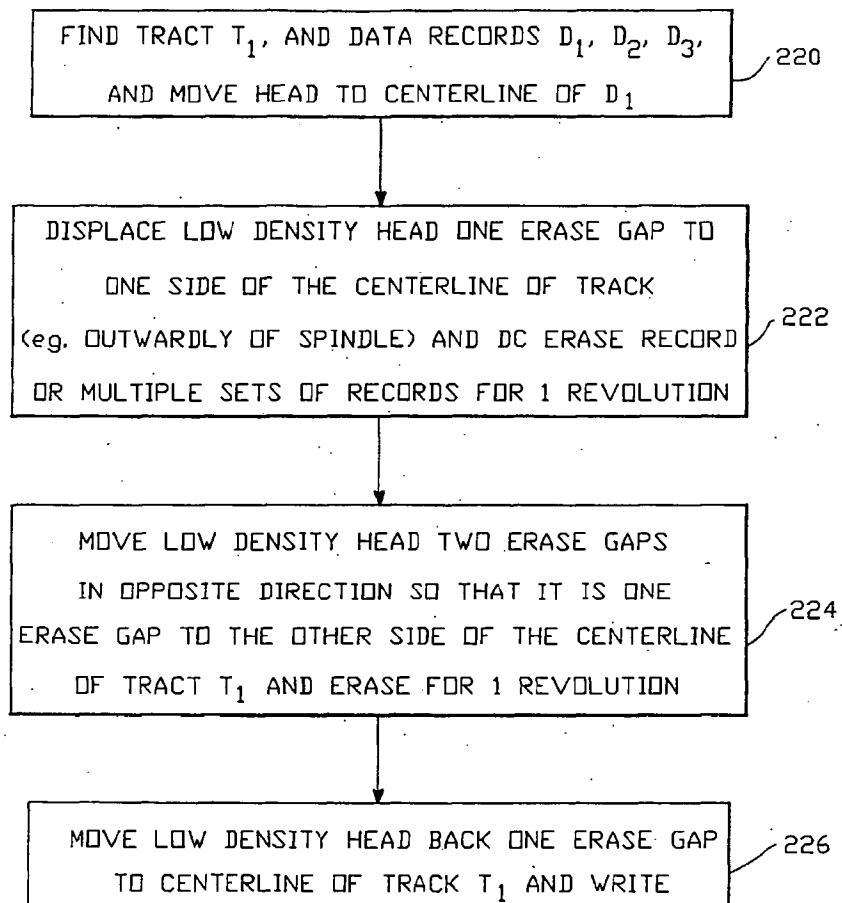 FIND TRACT T₁, AND DATA RECORDS D₁, D₂, D₃,
AND MOVE HEAD TO CENTERLINE OF D₁
220
DISPLACE LOW DENSITY HEAD ONE ERASE GAP TO
ONE SIDE OF THE CENTERLINE OF TRACK
(eg. OUTWARDLY OF SPINDLE) AND DC ERASE RECORD
OR MULTIPLE SETS OF RECORDS FOR 1 REVOLUTION
222
MOVE LOW DENSITY HEAD TWO ERASE GAPS
IN OPPOSITE DIRECTION SO THAT IT IS ONE
ERASE GAP TO THE OTHER SIDE OF THE CENTERLINE
OF TRACT T₁ AND ERASE FOR 1 REVOLUTION
224
MOVE LOW DENSITY HEAD BACK ONE ERASE GAP
TO CENTERLINE OF TRACK T₁ AND WRITE
226